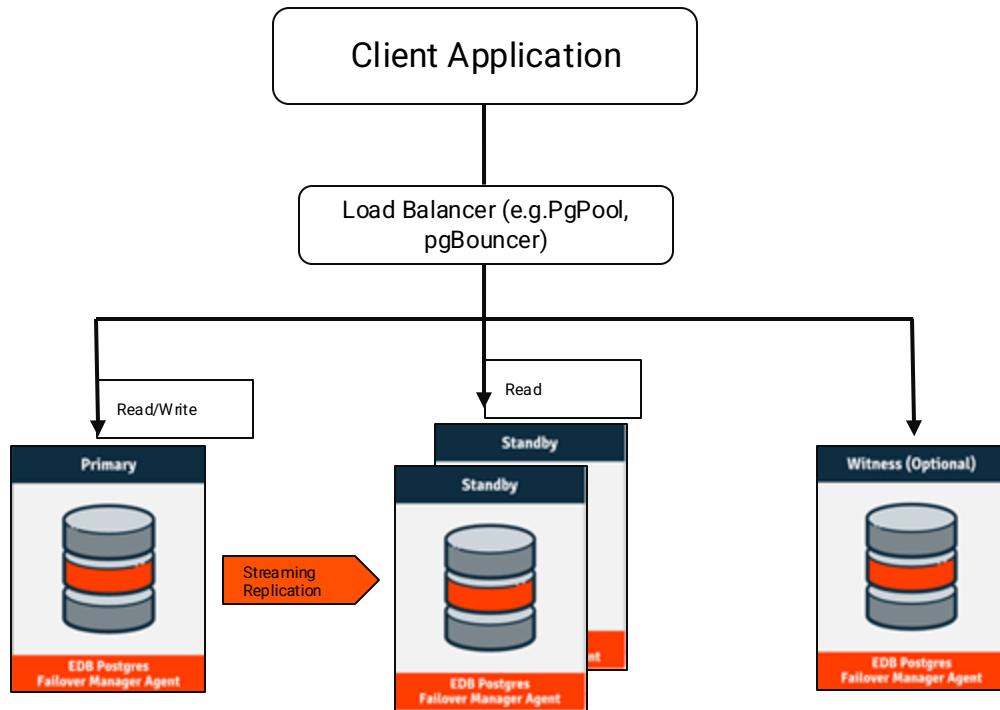 Client Application
Load Balancer (e.g.PgPool,
pgBouncer)
Read/Write
Read
Primary
Standby
Standby
Witness (Optional)
Streaming
Replication
EDB Postgres
Failover Manager Agent
nt
EDB Postgres
Failover Manager Agent
EDB Postgres
Failover Manager Agent